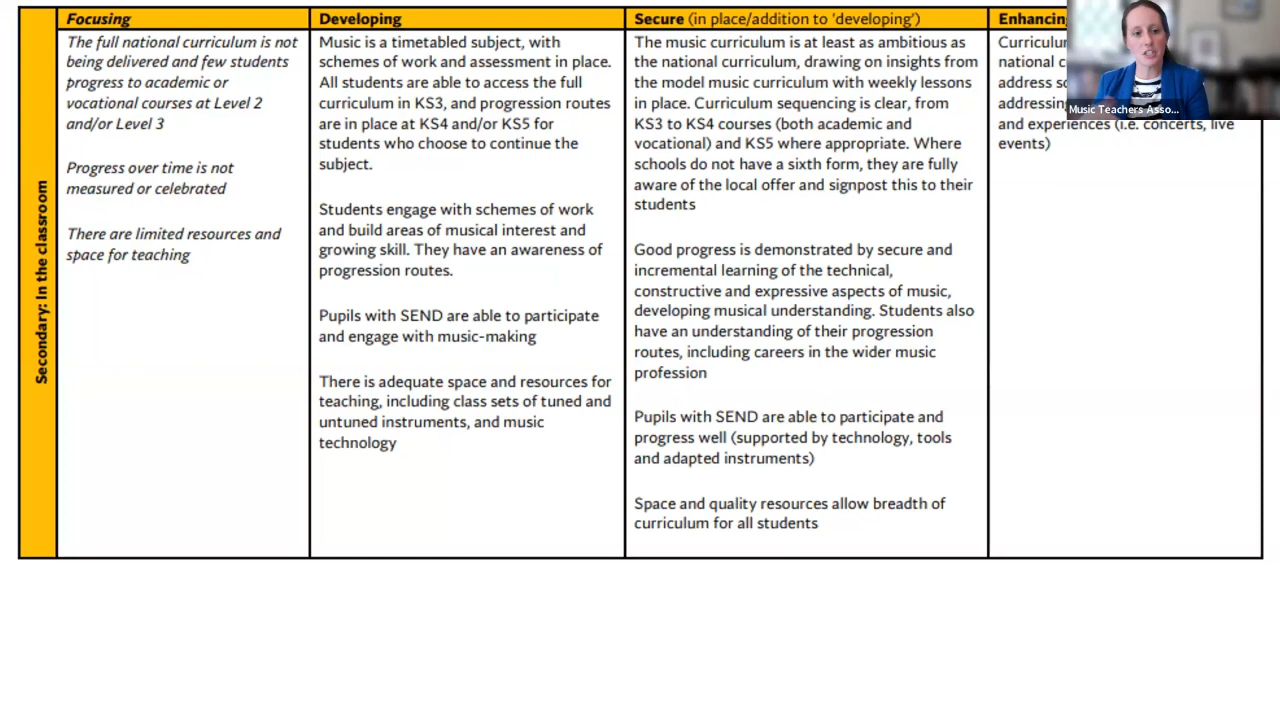 Focusing
Developing
Secure (in place/addition to 'developing')
Enhancing
Secondary: In the classroom
The full national curriculum is not
being delivered and few students
progress to academic or
vocational courses at Level 2
and/or Level 3
Progress over time is not
measured or celebrated
There are limited resources and
space for teaching
Music is a timetabled subject, with
schemes of work and assessment in place.
All students are able to access the full
curriculum in KS3, and progression routes
are in place at KS4 and/or KS5 for
students who choose to continue the
subject.
Students engage with schemes of work
and build areas of musical interest and
growing skill. They have an awareness of
progression routes.
Pupils with SEND are able to participate
and engage with music-making
There is adequate space and resources for
teaching, including class sets of tuned and
untuned instruments, and music
technology
The music curriculum is at least as ambitious as
the national curriculum, drawing on insights from
the model music curriculum with weekly lessons
in place. Curriculum sequencing is clear, from
KS3 to KS4 courses (both academic and
vocational) and KS5 where appropriate. Where
schools do not have a sixth form, they are fully
aware of the local offer and signpost this to their
students
Good progress is demonstrated by secure and
incremental learning of the technical,
constructive and expressive aspects of music,
developing musical understanding. Students also
have an understanding of their progression
routes, including careers in the wider music
profession
Pupils with SEND are able to participate and
progress well (supported by technology, tools
and adapted instruments)
Space and quality resources allow breadth of
curriculum for all students
national
address
and experiences (i.e. concerts, live
events)
Music Teachers Asso...